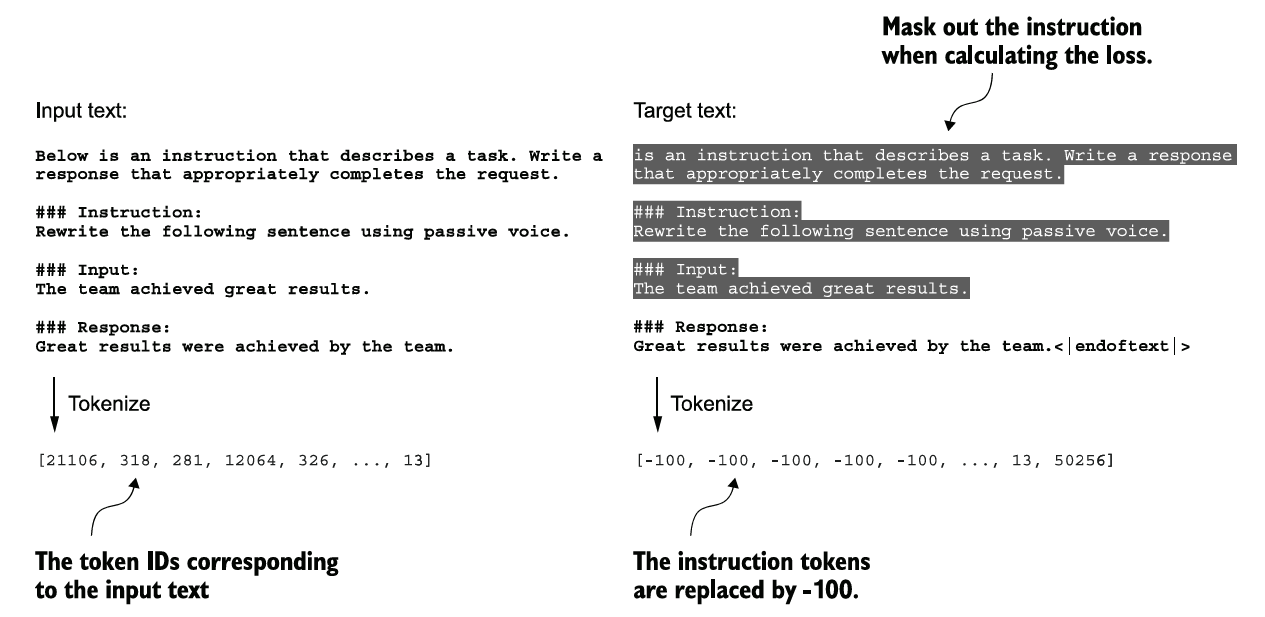 Mask out the instruction
when calculating the loss.
Input text:
Below is an instruction that describes a task. Write a
response that appropriately completes the request.
### Instruction:
Rewrite the following sentence using passive voice.
### Input:
The team achieved great results.
### Response:
Great results were achieved by the team.
Tokenize
[21106, 318, 281, 12064, 326, ..., 13]
The token IDs corresponding
to the input text
Target text:
is an instruction that describes a task. Write a response
that appropriately completes the request.
### Instruction:
Rewrite the following sentence using passive voice.
### Input:
The team achieved great results.
### Response:
Great results were achieved by the team.<|endoftext|>
Tokenize
[-100, -100, -100, -100, -100, ..., 13, 50256]
The instruction tokens
are replaced by -100.